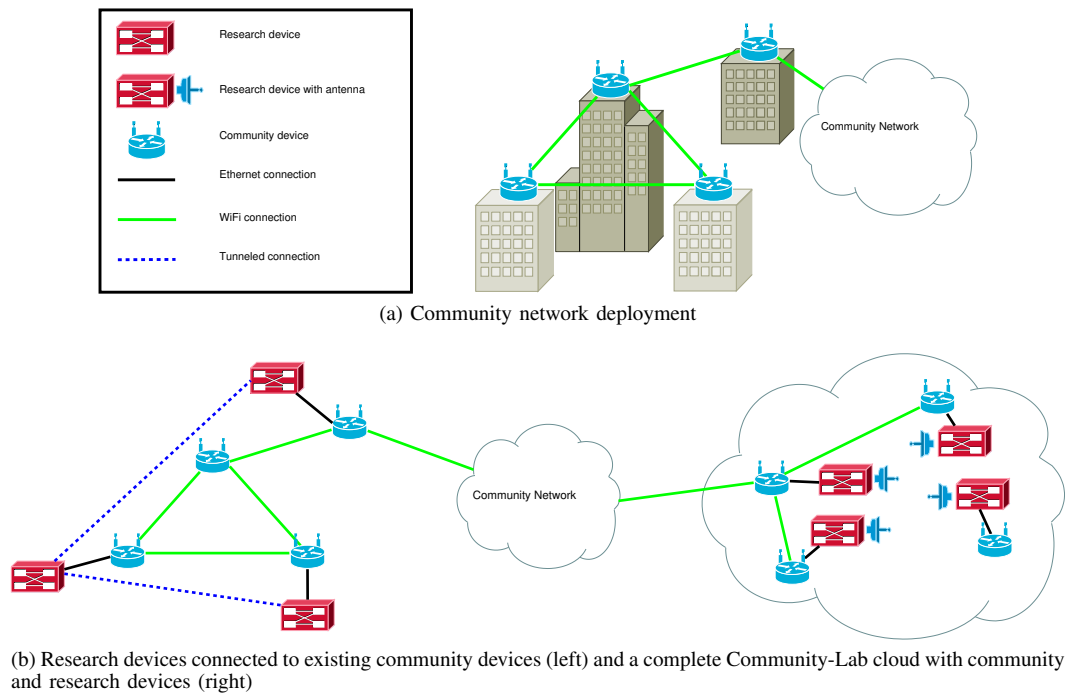 Research device
Research device with antenna
Community device
Ethernet connection
WiFi connection
Tunneled connection
Community Network
(a) Community network deployment
Community Network
(b) Research devices connected to existing community devices (left) and a complete Community-Lab cloud with community
and research devices (right)